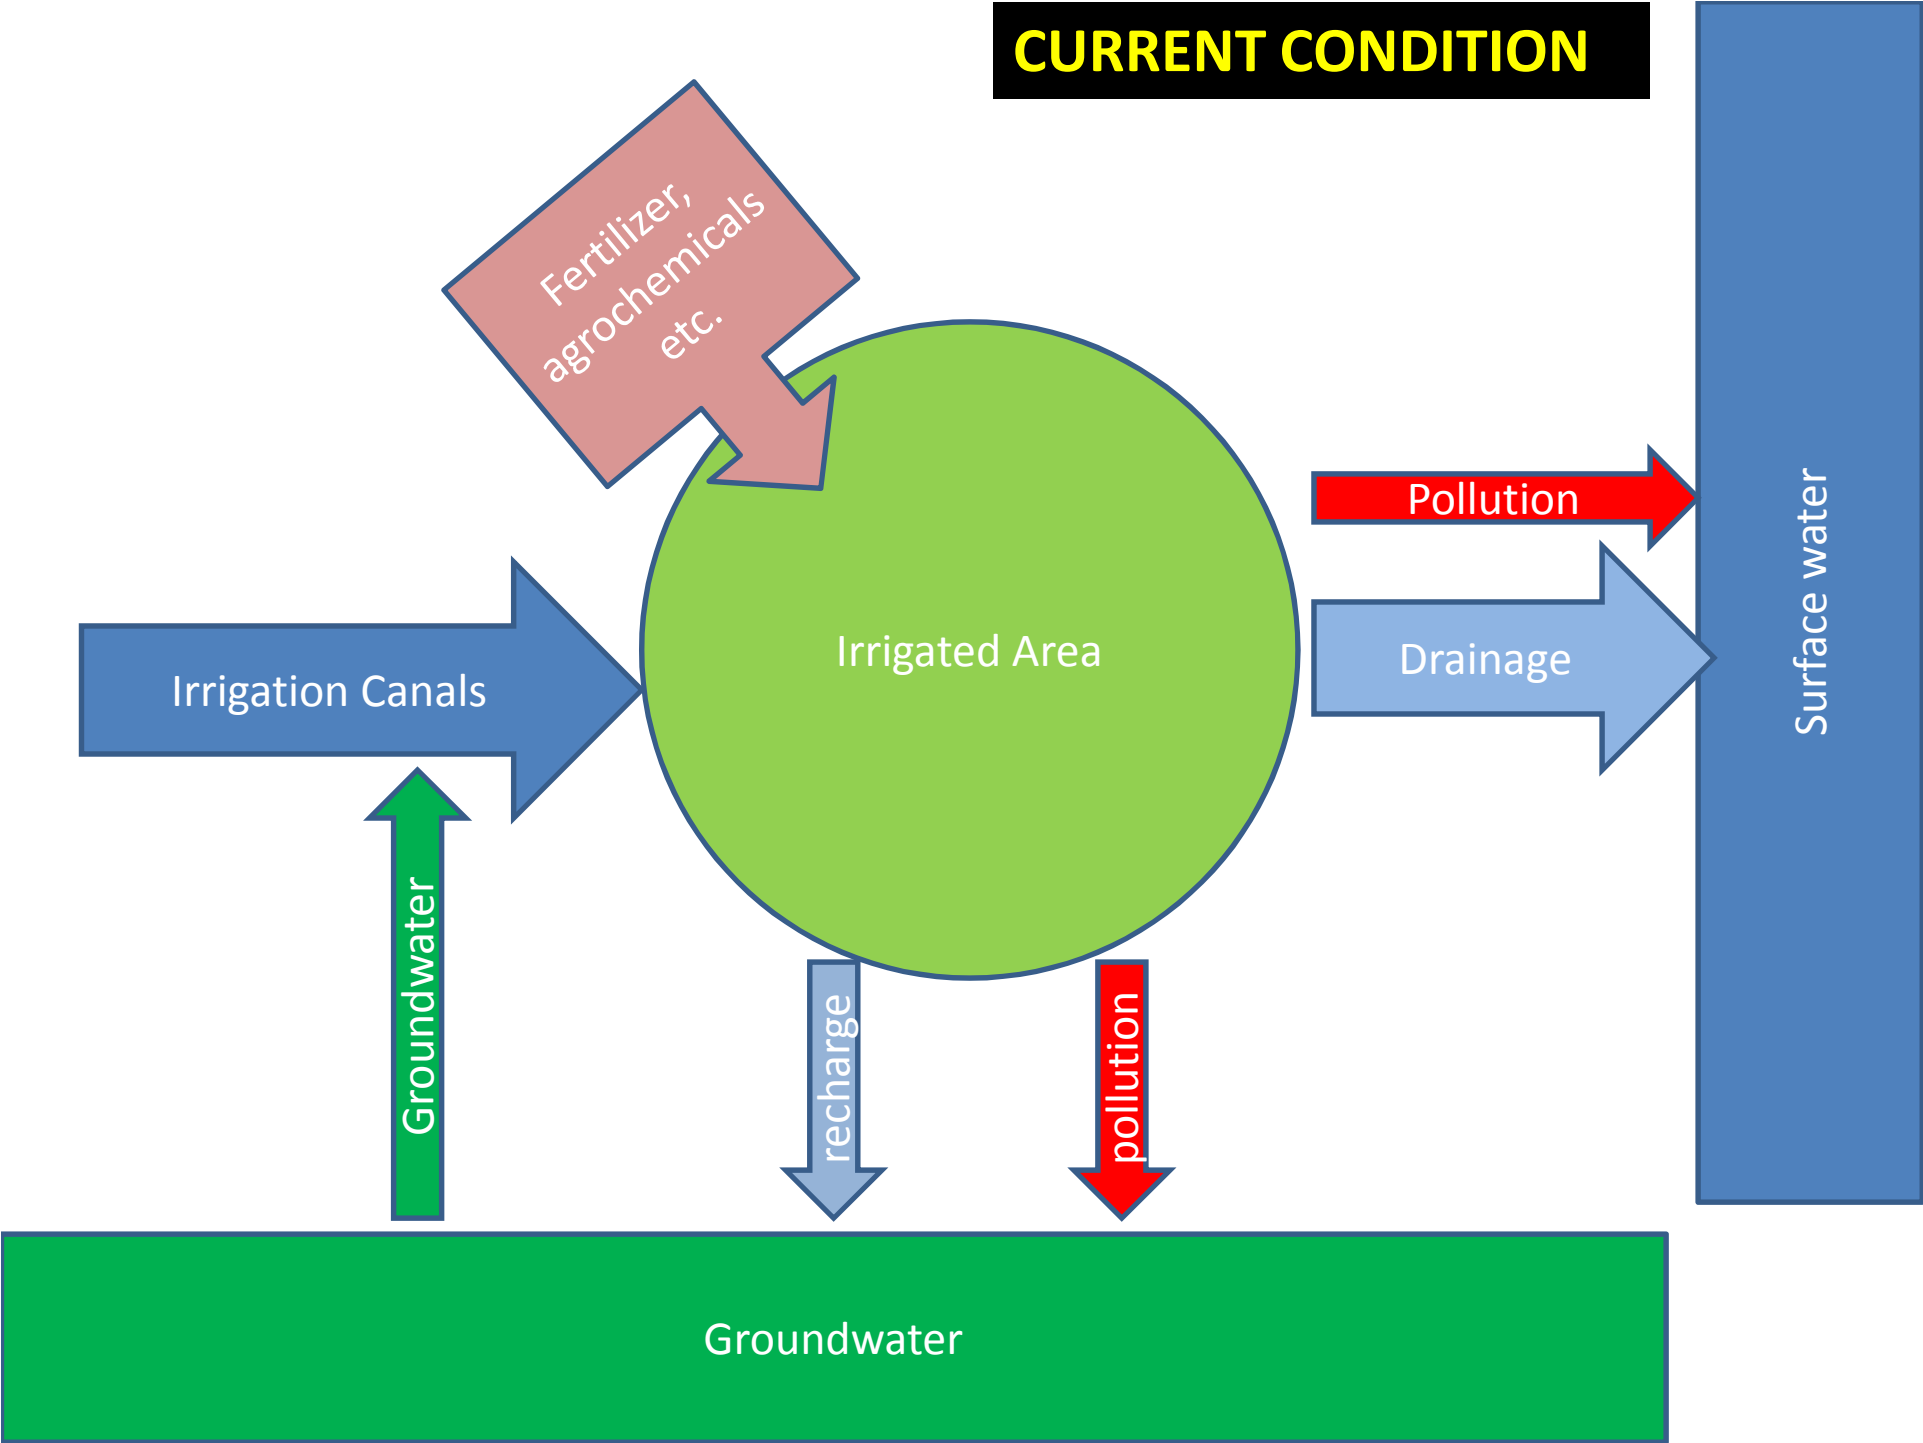 CURRENT CONDITION
Fertilizer,
agrochemicals
etc.
Pollution
Irrigated Area
Drainage
Surface water
Irrigation Canals
Groundwater
recharge
pollution
Groundwater